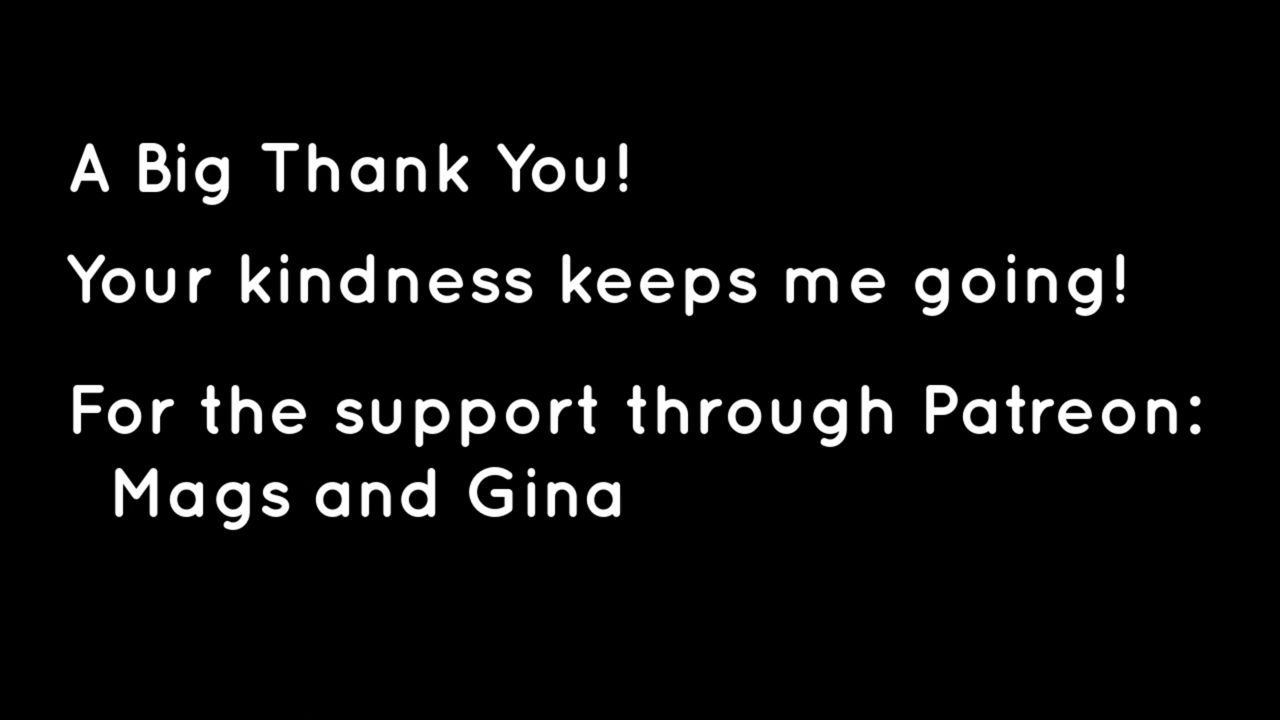 A Big Thank You!
Your kindness keeps me going!
For the support through Patreon:
Mags and Gina